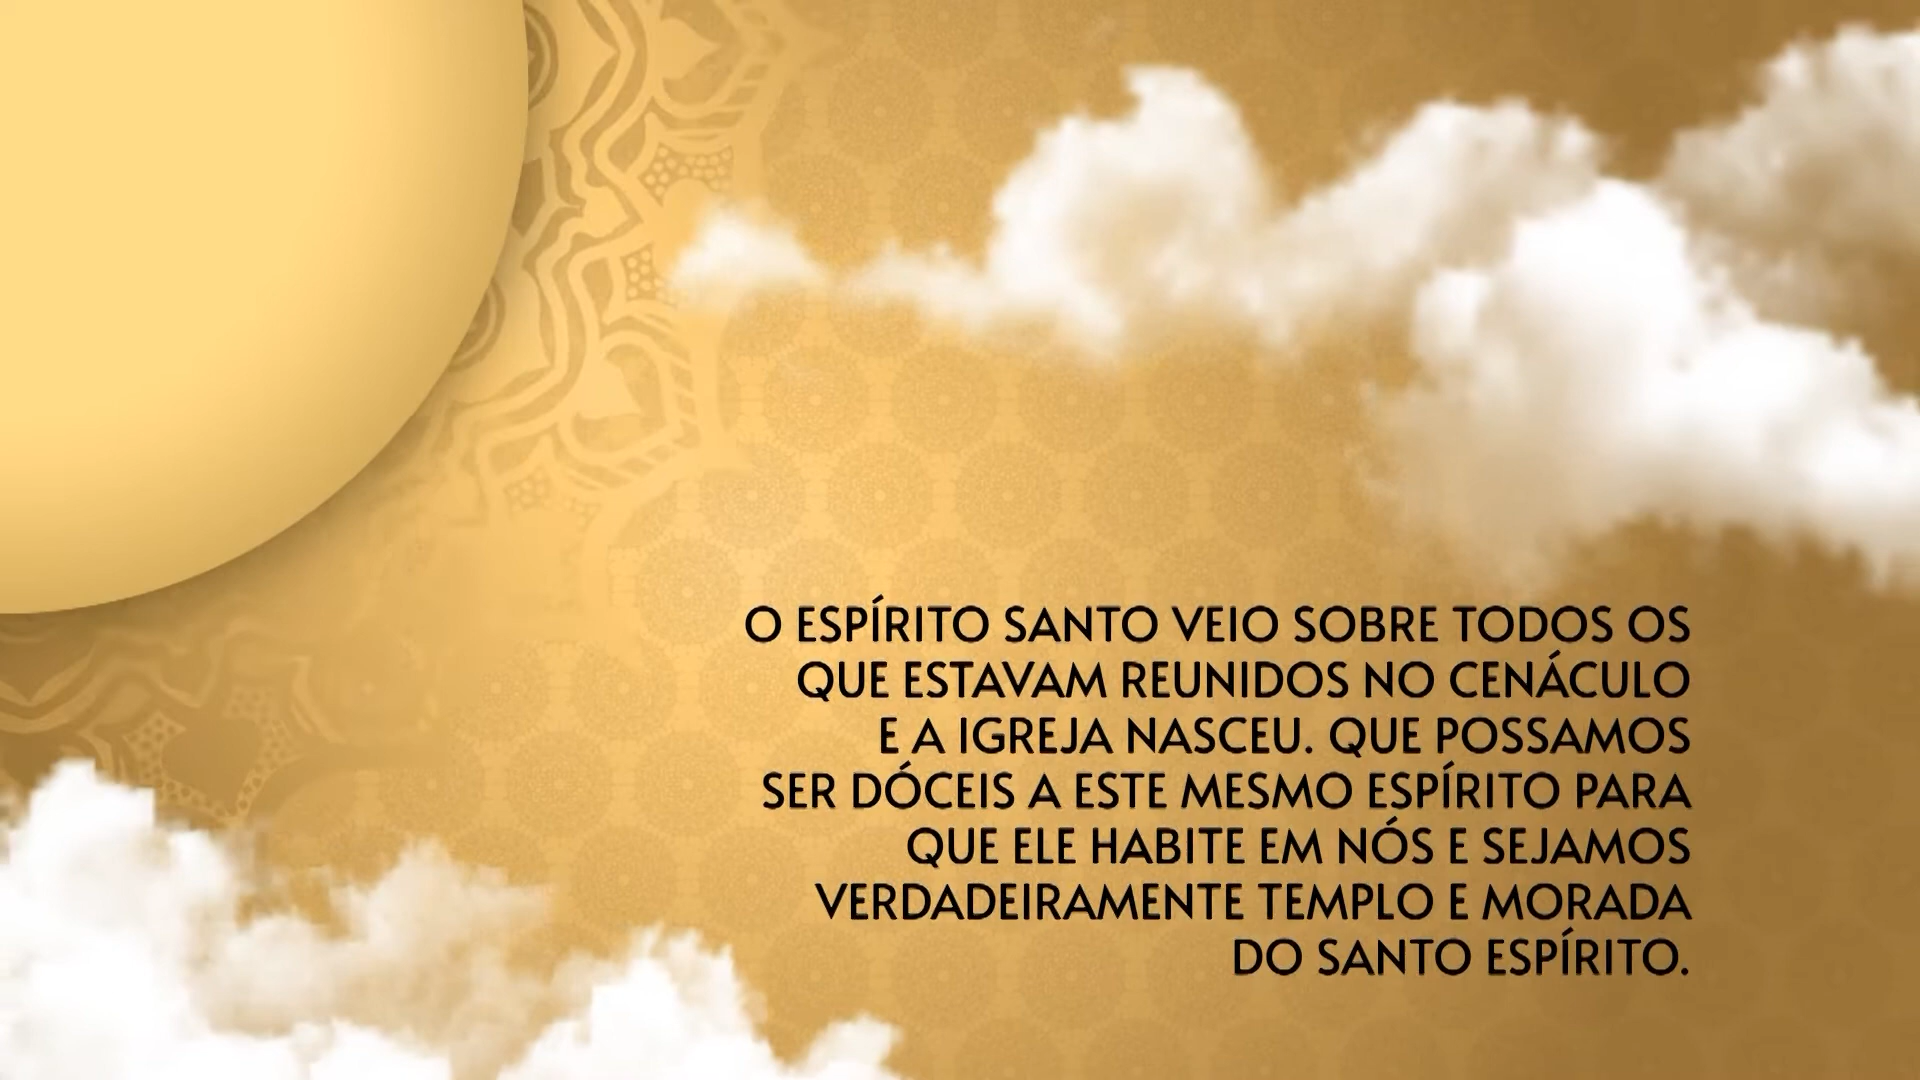 O ESPÍRITO SANTO VEIO SOBRE TODOS OS
QUE ESTAVAM REUNIDOS NO CENÁCULO
E A IGREJA NASCEU. QUE POSSAMOS
SER DÓCEIS A ESTE MESMO ESPÍRITO PARA
QUE ELE HABITE EM NÓS E SEJAMOS
VERDADEIRAMENTE TEMPLO E MORADA
DO SANTO ESPÍRITO.